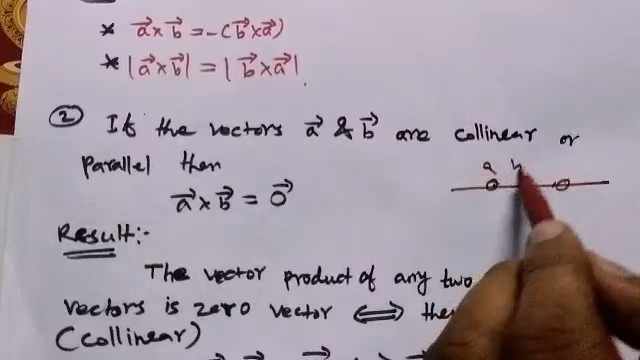 * a⃗ × b⃗ = -(b⃗ × a⃗)
* |a⃗ × b⃗| = |b⃗ × a⃗|
② If the vectors a⃗ & b⃗ are collinear or
parallel then
a b
a⃗ × b⃗ = 0⃗
Result:-
The vector product of any two
vectors is zero vector ⟺
(collinear)